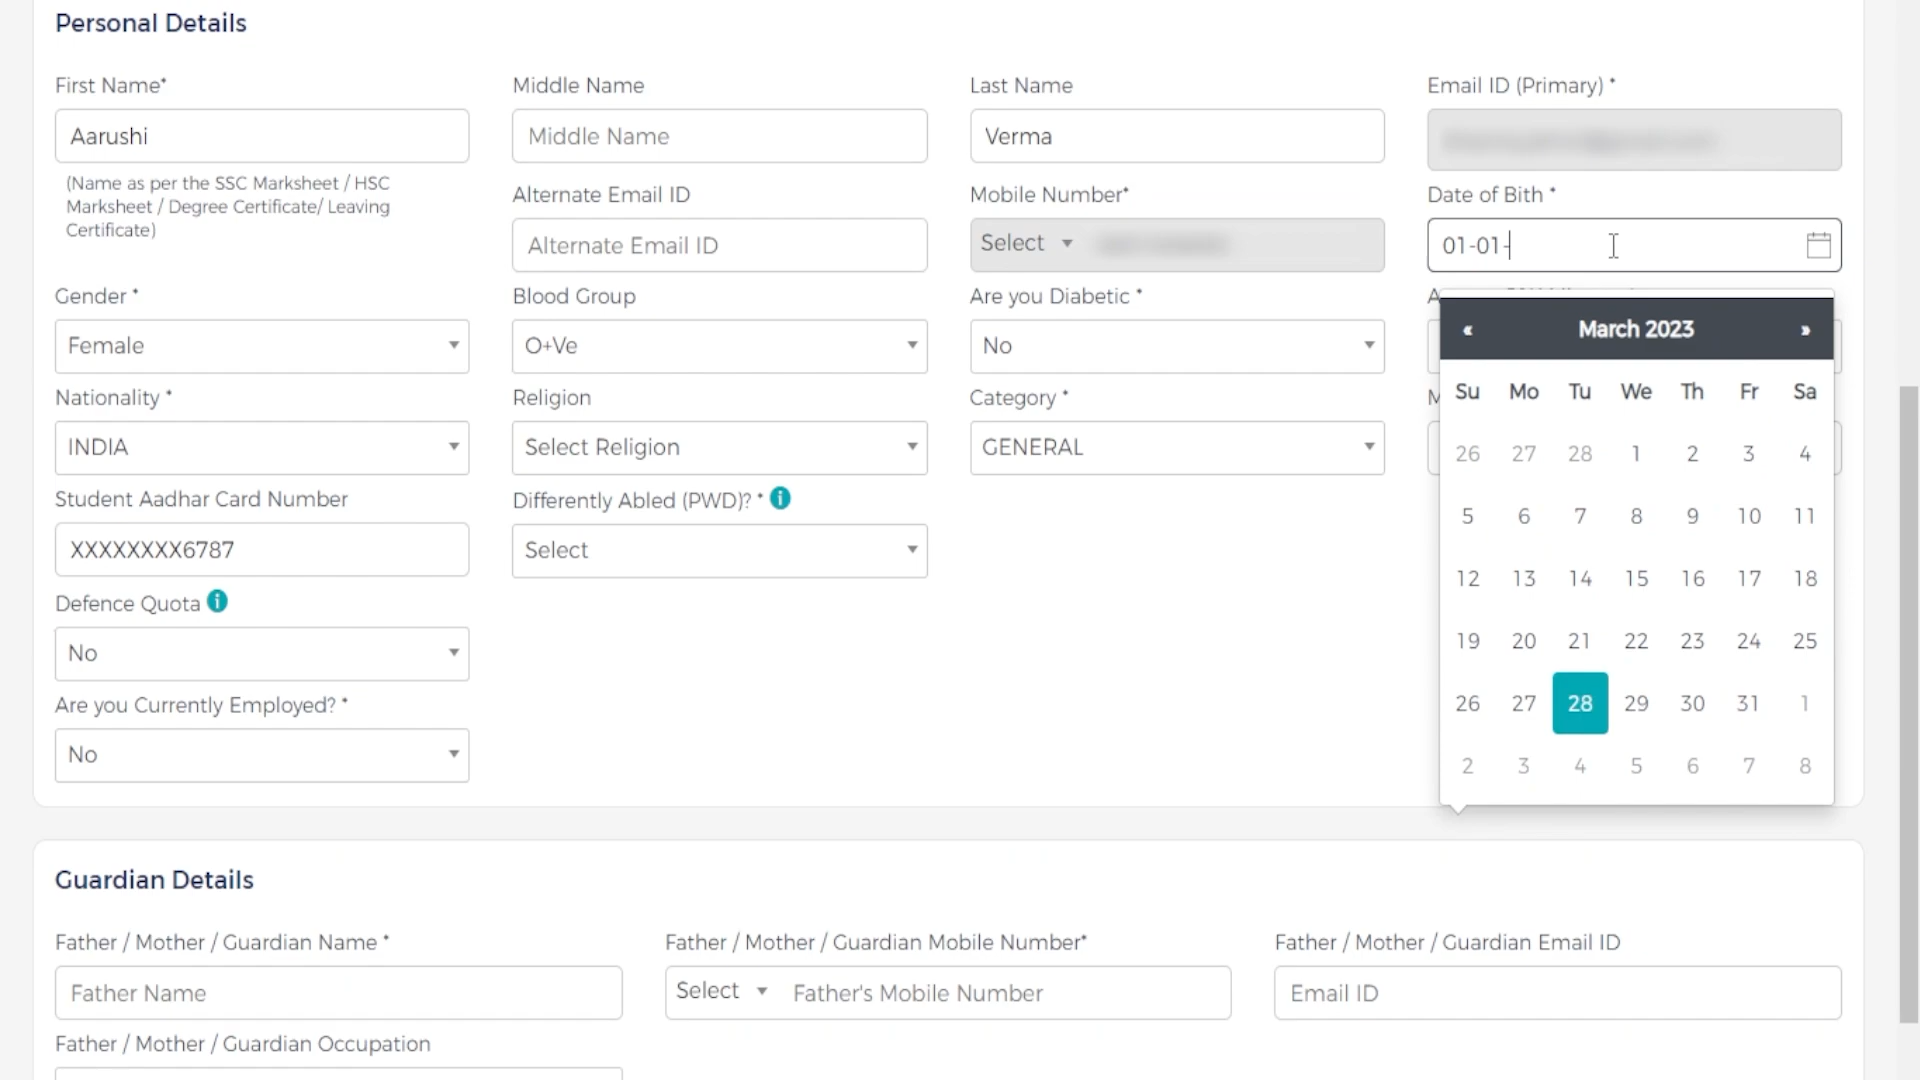 Personal Details
First Name*
Middle Name
Last Name
Email ID (Primary) *
Aarushi
Middle Name
Verma
(Name as per the SSC Marksheet / HSC
Marksheet / Degree Certificate/ Leaving
Certificate)
Alternate Email ID
Mobile Number*
Date of Bith *
Alternate Email ID
Select
01-01-
Gender *
Blood Group
Are you Diabetic *
Female
O+Ve
No
Nationality *
Religion
Category *
INDIA
Select Religion
GENERAL
Student Aadhar Card Number
Differently Abled (PWD)? * i
XXXXXXXX6787
Select
Defence Quota i
No
Are you Currently Employed? *
No
« March 2023 »
Su Mo Tu We Th Fr Sa
26 27 28 1 2 3 4
5 6 7 8 9 10 11
12 13 14 15 16 17 18
19 20 21 22 23 24 25
26 27 28 29 30 31 1
2 3 4 5 6 7 8
Guardian Details
Father / Mother / Guardian Name *
Father / Mother / Guardian Mobile Number*
Father / Mother / Guardian Email ID
Father Name
Select
Father's Mobile Number
Email ID
Father / Mother / Guardian Occupation